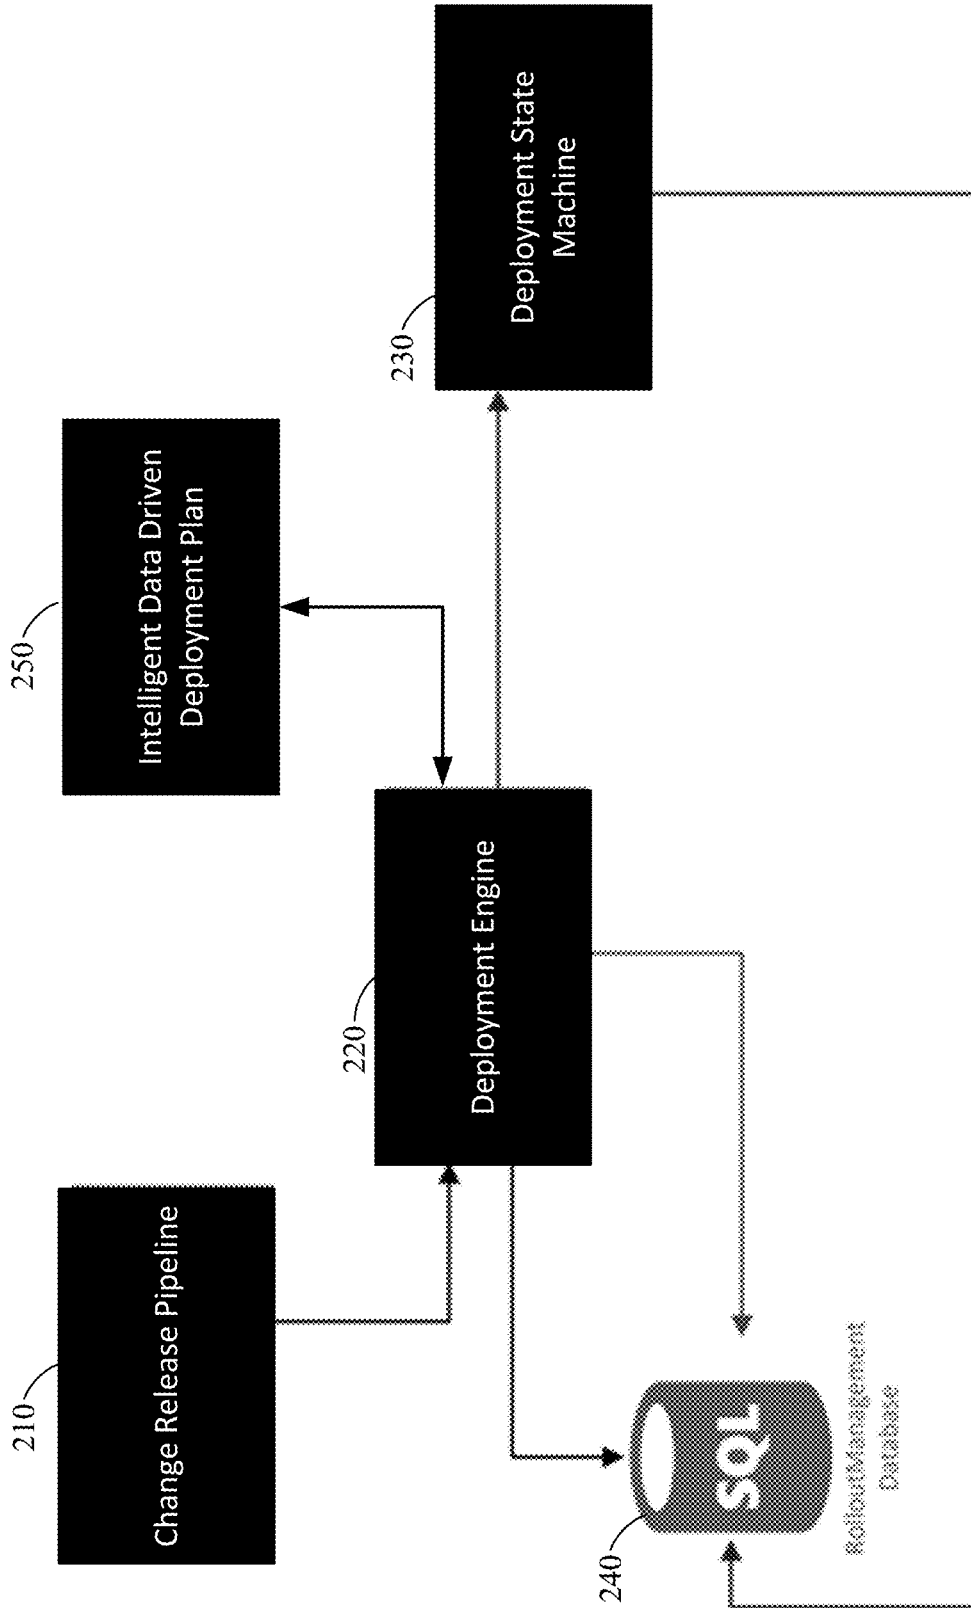 210
Change Release Pipeline
220
Deployment Engine
250
Intelligent Data Driven
Deployment Plan
230
Deployment State
Machine
240
SQL
RolloutManagement
Database